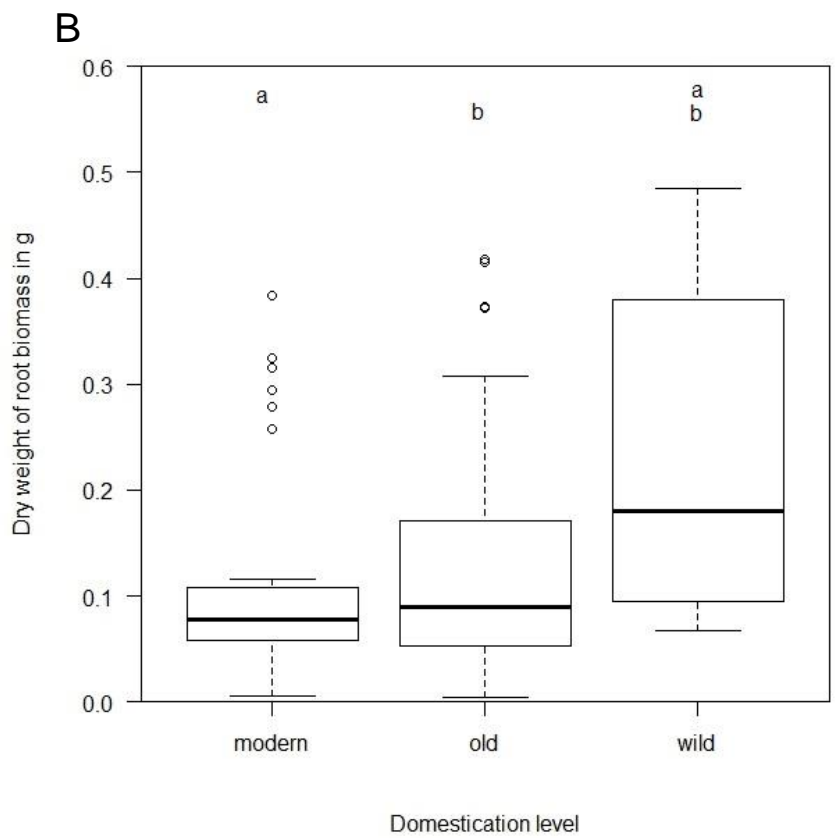 B
Dry weight of root biomass in g
0.6
0.5
0.4
0.3
0.2
0.1
0.0
a
b
a
b
modern
old
wild
Domestication level